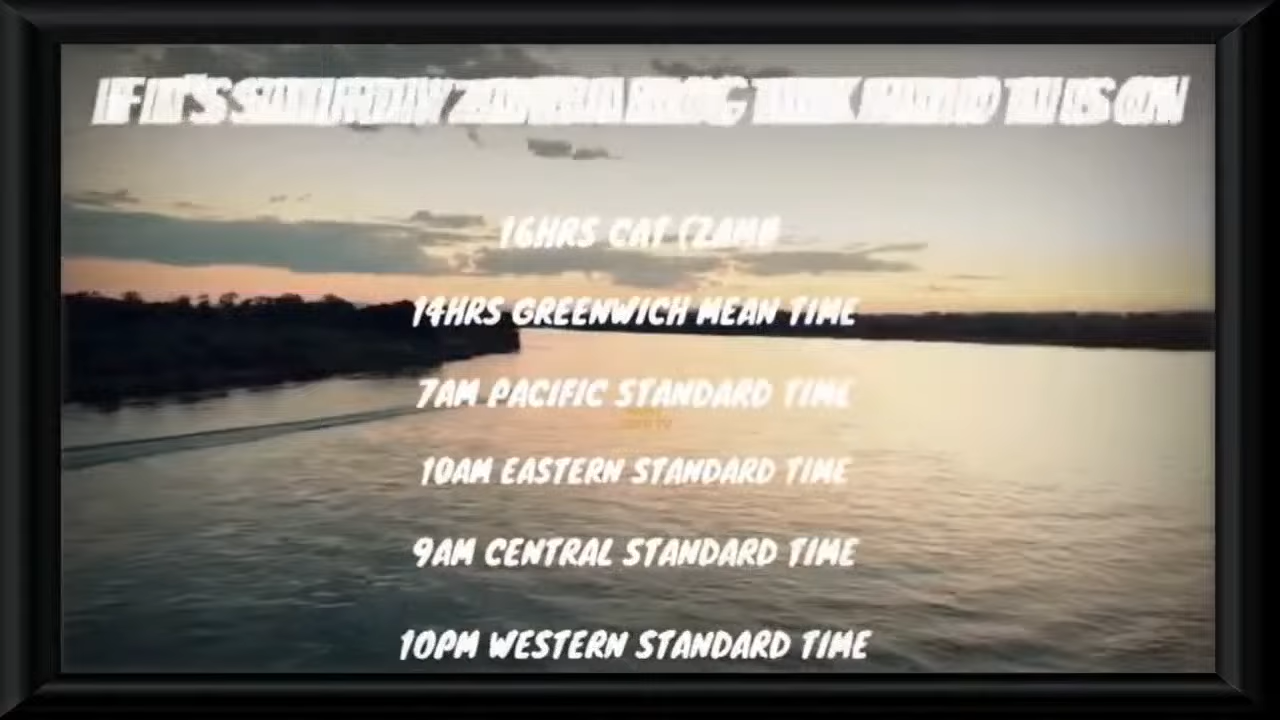 IF IT'S SATURDAY ZAMBIA BLOG TALK RADIO IS ON
16HRS CAT (ZAMB
14HRS GREENWICH MEAN TIME
7AM PACIFIC STANDARD TIME
10AM EASTERN STANDARD TIME
9AM CENTRAL STANDARD TIME
10PM WESTERN STANDARD TIME